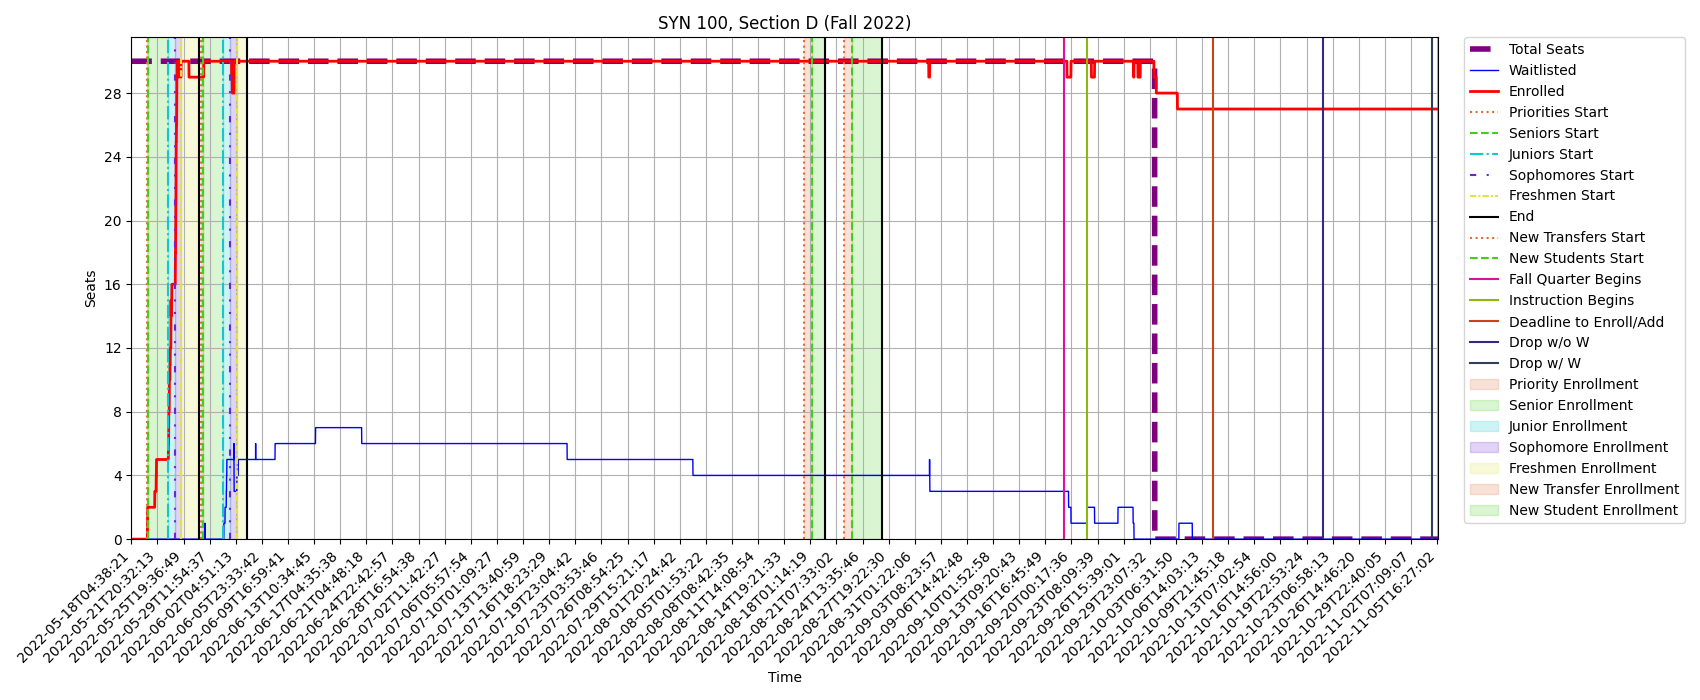 SYN 100, Section D (Fall 2022)
Seats
28
24
20
16
12
8
4
0
2022-05-18T04:38:21
2022-05-21T20:32:13
2022-05-25T19:36:49
2022-05-29T11:54:37
2022-06-02T04:51:13
2022-06-05T23:33:42
2022-06-09T16:59:41
2022-06-13T10:34:45
2022-06-17T04:35:38
2022-06-21T04:48:18
2022-06-24T22:42:57
2022-06-28T16:54:38
2022-07-02T11:42:27
2022-07-06T05:57:54
2022-07-10T01:09:27
2022-07-13T13:40:59
2022-07-16T18:23:29
2022-07-19T23:04:42
2022-07-23T03:53:46
2022-07-26T08:54:25
2022-07-29T15:21:17
2022-08-01T20:24:42
2022-08-05T01:53:22
2022-08-08T08:42:35
2022-08-11T14:08:54
2022-08-14T19:21:33
2022-08-18T01:14:19
2022-08-21T07:33:02
2022-08-24T13:35:46
2022-08-27T19:22:30
2022-08-31T01:22:06
2022-09-03T08:23:57
2022-09-06T14:42:48
2022-09-10T01:52:58
2022-09-13T09:20:43
2022-09-16T16:45:49
2022-09-20T00:17:36
2022-09-23T08:09:39
2022-09-26T15:39:01
2022-09-29T23:07:32
2022-10-03T06:31:50
2022-10-06T14:03:13
2022-10-09T21:45:18
2022-10-13T07:02:54
2022-10-16T14:56:00
2022-10-19T22:53:24
2022-10-23T06:58:13
2022-10-26T14:46:20
2022-10-29T22:40:05
2022-11-02T07:09:07
2022-11-05T16:27:02
Time
Total Seats
Waitlisted
Enrolled
Priorities Start
Seniors Start
Juniors Start
Sophomores Start
Freshmen Start
End
New Transfers Start
New Students Start
Fall Quarter Begins
Instruction Begins
Deadline to Enroll/Add
Drop w/o W
Drop w/ W
Priority Enrollment
Senior Enrollment
Junior Enrollment
Sophomore Enrollment
Freshmen Enrollment
New Transfer Enrollment
New Student Enrollment